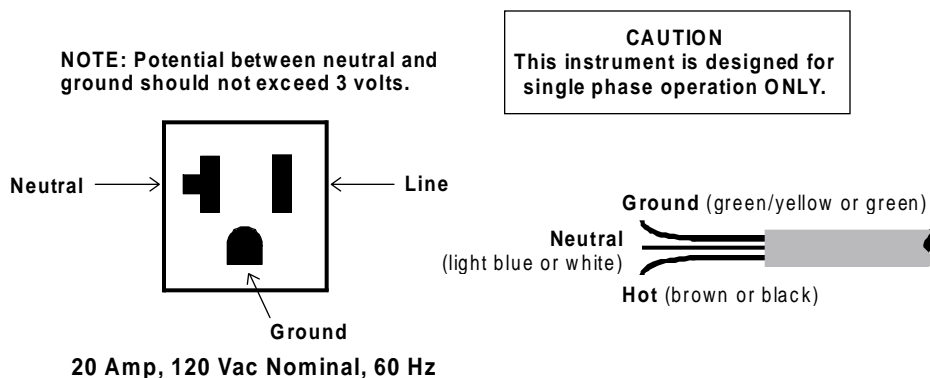 NOTE: Potential between neutral and
ground should not exceed 3 volts.
CAUTION
This instrument is designed for
single phase operation ONLY.
Neutral
Line
Ground
20 Amp, 120 Vac Nominal, 60 Hz
Ground (green/yellow or green)
Neutral
(light blue or white)
Hot (brown or black)